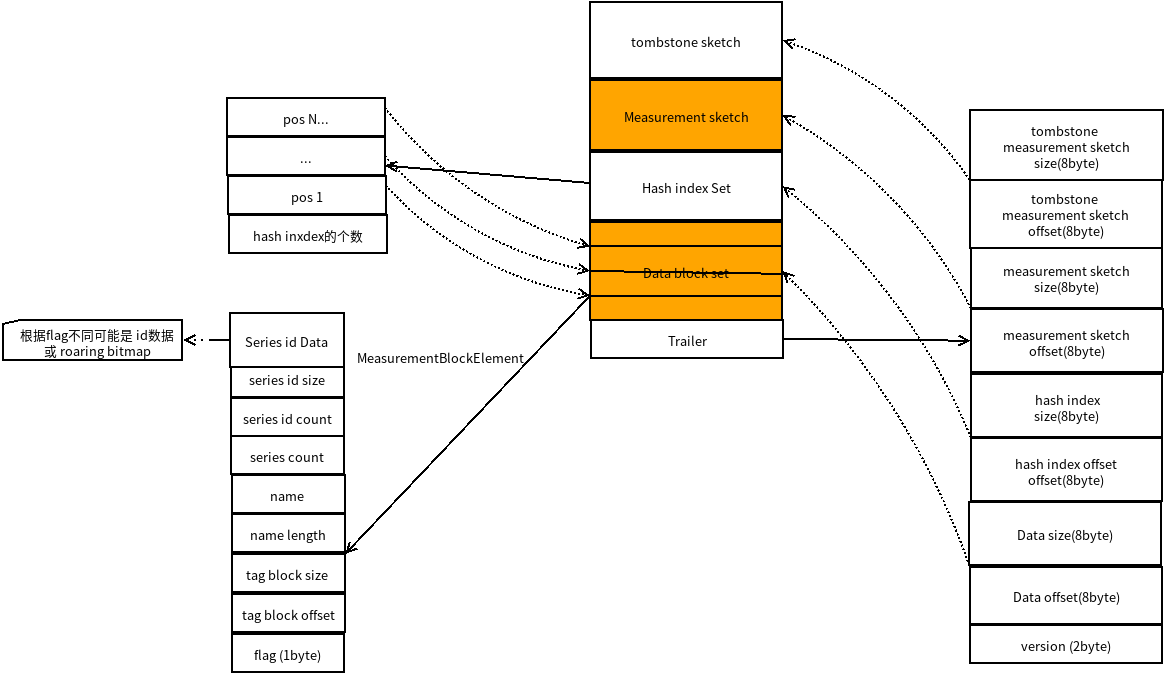 tombstone sketch
Measurement sketch
Hash index Set
Data block set
Trailer
pos N...
...
pos 1
hash inxdex的个数
根据flag不同可能是 id数据
或 roaring bitmap
Series id Data
series id size
series id count
series count
name
name length
tag block size
tag block offset
flag (1byte)
MeasurementBlockElement
tombstone
measurement sketch
size(8byte)
tombstone
measurement sketch
offset(8byte)
measurement sketch
size(8byte)
measurement sketch
offset(8byte)
hash index
size(8byte)
hash index offset
offset(8byte)
Data size(8byte)
Data offset(8byte)
version (2byte)